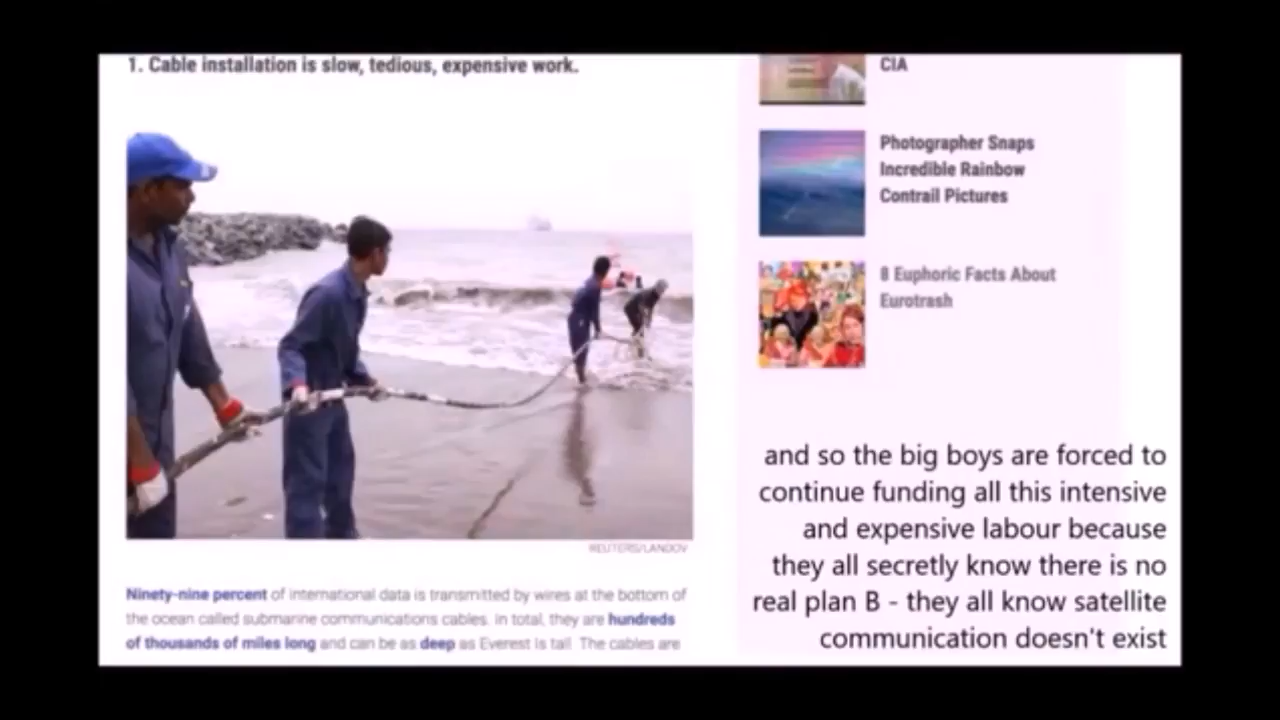 1. Cable installation is slow, tedious, expensive work.
CIA
Photographer Snaps
Incredible Rainbow
Contrail Pictures
8 Euphoric Facts About
Eurotrash
REUTERS/LANDOV
Ninety-nine percent of international data is transmitted by wires at the bottom of
the ocean called submarine communications cables. In total, they are hundreds
of thousands of miles long and can be as deep as Everest is tall. The cables are
and so the big boys are forced to
continue funding all this intensive
and expensive labour because
they all secretly know there is no
real plan B - they all know satellite
communication doesn't exist